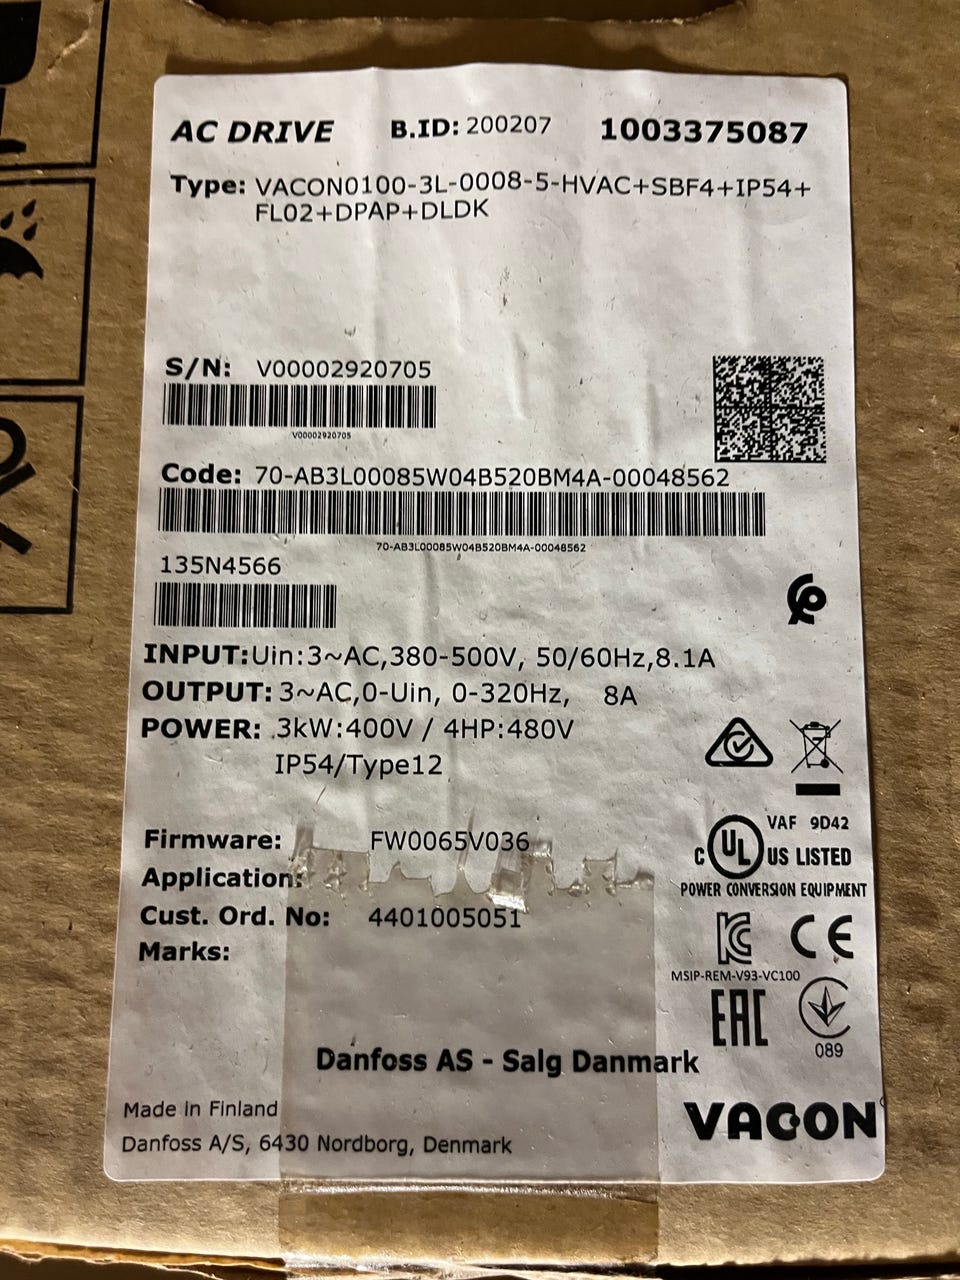 AC DRIVE B.ID: 200207 1003375087
Type: VACON0100-3L-0008-5-HVAC+SBF4+IP54+
FL02+DPAP+DLDK
S/N: V00002920705
V00002920705
Code: 70-AB3L00085W04B520BM4A-00048562
70-AB3L00085W04B520BM4A-00048562
135N4566
INPUT:Uin:3~AC,380-500V, 50/60Hz,8.1A
OUTPUT: 3~AC,0-Uin, 0-320Hz, 8A
POWER: .3kW:400V / 4HP:480V
IP54/Type12
VAF 9D42
C UL US LISTED
POWER CONVERSION EQUIPMENT
Firmware: FW0065V036
Application:
Cust. Ord. No: 4401005051
Marks:
KC CE
MSIP-REM-V93-VC100
EAC
089
Danfoss AS - Salg Danmark
Made in Finland
Danfoss A/S, 6430 Nordborg, Denmark
VACON